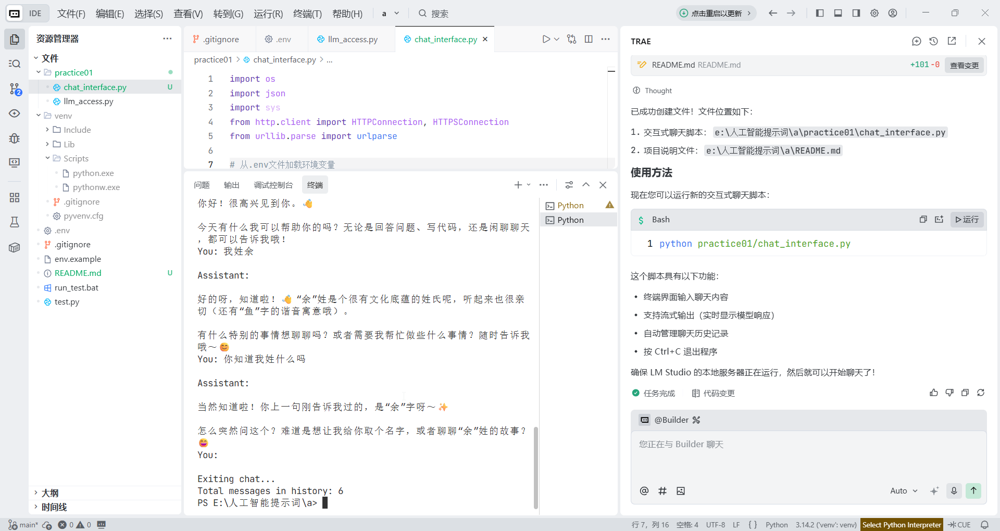 IDE 文件(F) 编辑(E) 选择(S) 查看(V) 转到(G) 运行(R) 终端(T) 帮助(H) a 搜索 点击重启以更新
资源管理器
文件
practice01
chat_interface.py U
llm_access.py
venv
Include
Lib
Scripts
python.exe
pythonw.exe
.gitignore
pyvenv.cfg
.env
.gitignore
env.example
README.md U
run_test.bat
test.py
大纲
时间线
.gitignore .env llm_access.py chat_interface.py
practice01 > chat_interface.py > ...
1 import os
2 import json
3 import sys
4 from http.client import HTTPConnection, HTTPSConnection
5 from urllib.parse import urlparse
6
7 # 从.env文件加载环境变量
问题 输出 调试控制台 终端
你好！很高兴见到你。👋
今天有什么我可以帮助你的吗？无论是回答问题、写代码，还是闲聊聊天
，都可以告诉我哦！
You: 我姓余
Assistant:
好的呀，知道啦！👋 “余”姓是个很有文化底蕴的姓氏呢，听起来也很亲
切（还有“鱼”字的谐音寓意哦）。
有什么特别的事情想聊聊吗？或者需要我帮忙做些什么事情？随时告诉我
哦～😊
You: 你知道我姓什么吗
Assistant:
当然知道啦！你上一句刚告诉我过的，是“余”字呀～✨
怎么突然问这个？难道是想让我给你取个名字，或者聊聊“余”姓的故事？
😄
You:
Exiting chat...
Total messages in history: 6
PS E:\人工智能提示词\a>
Python
Python
TRAE
README.md README.md +101 -0 查看变更
Thought
已成功创建文件！文件位置如下：
1. 交互式聊天脚本： e:\人工智能提示词\a\practice01\chat_interface.py
2. 项目说明文件： e:\人工智能提示词\a\README.md
使用方法
现在您可以运行新的交互式聊天脚本：
$ Bash 运行
1 python practice01/chat_interface.py
这个脚本具有以下功能：
• 终端界面输入聊天内容
• 支持流式输出（实时显示模型响应）
• 自动管理聊天历史记录
• 按 Ctrl+C 退出程序
确保 LM Studio 的本地服务器正在运行，然后就可以开始聊天了！
任务完成 代码变更
@Builder
您正在与 Builder 聊天
@ # Auto
main* 0 0 行 7，列 16 空格: 4 UTF-8 LF { } Python 3.14.2 ('venv': venv) Select Python Interpreter CUE
2